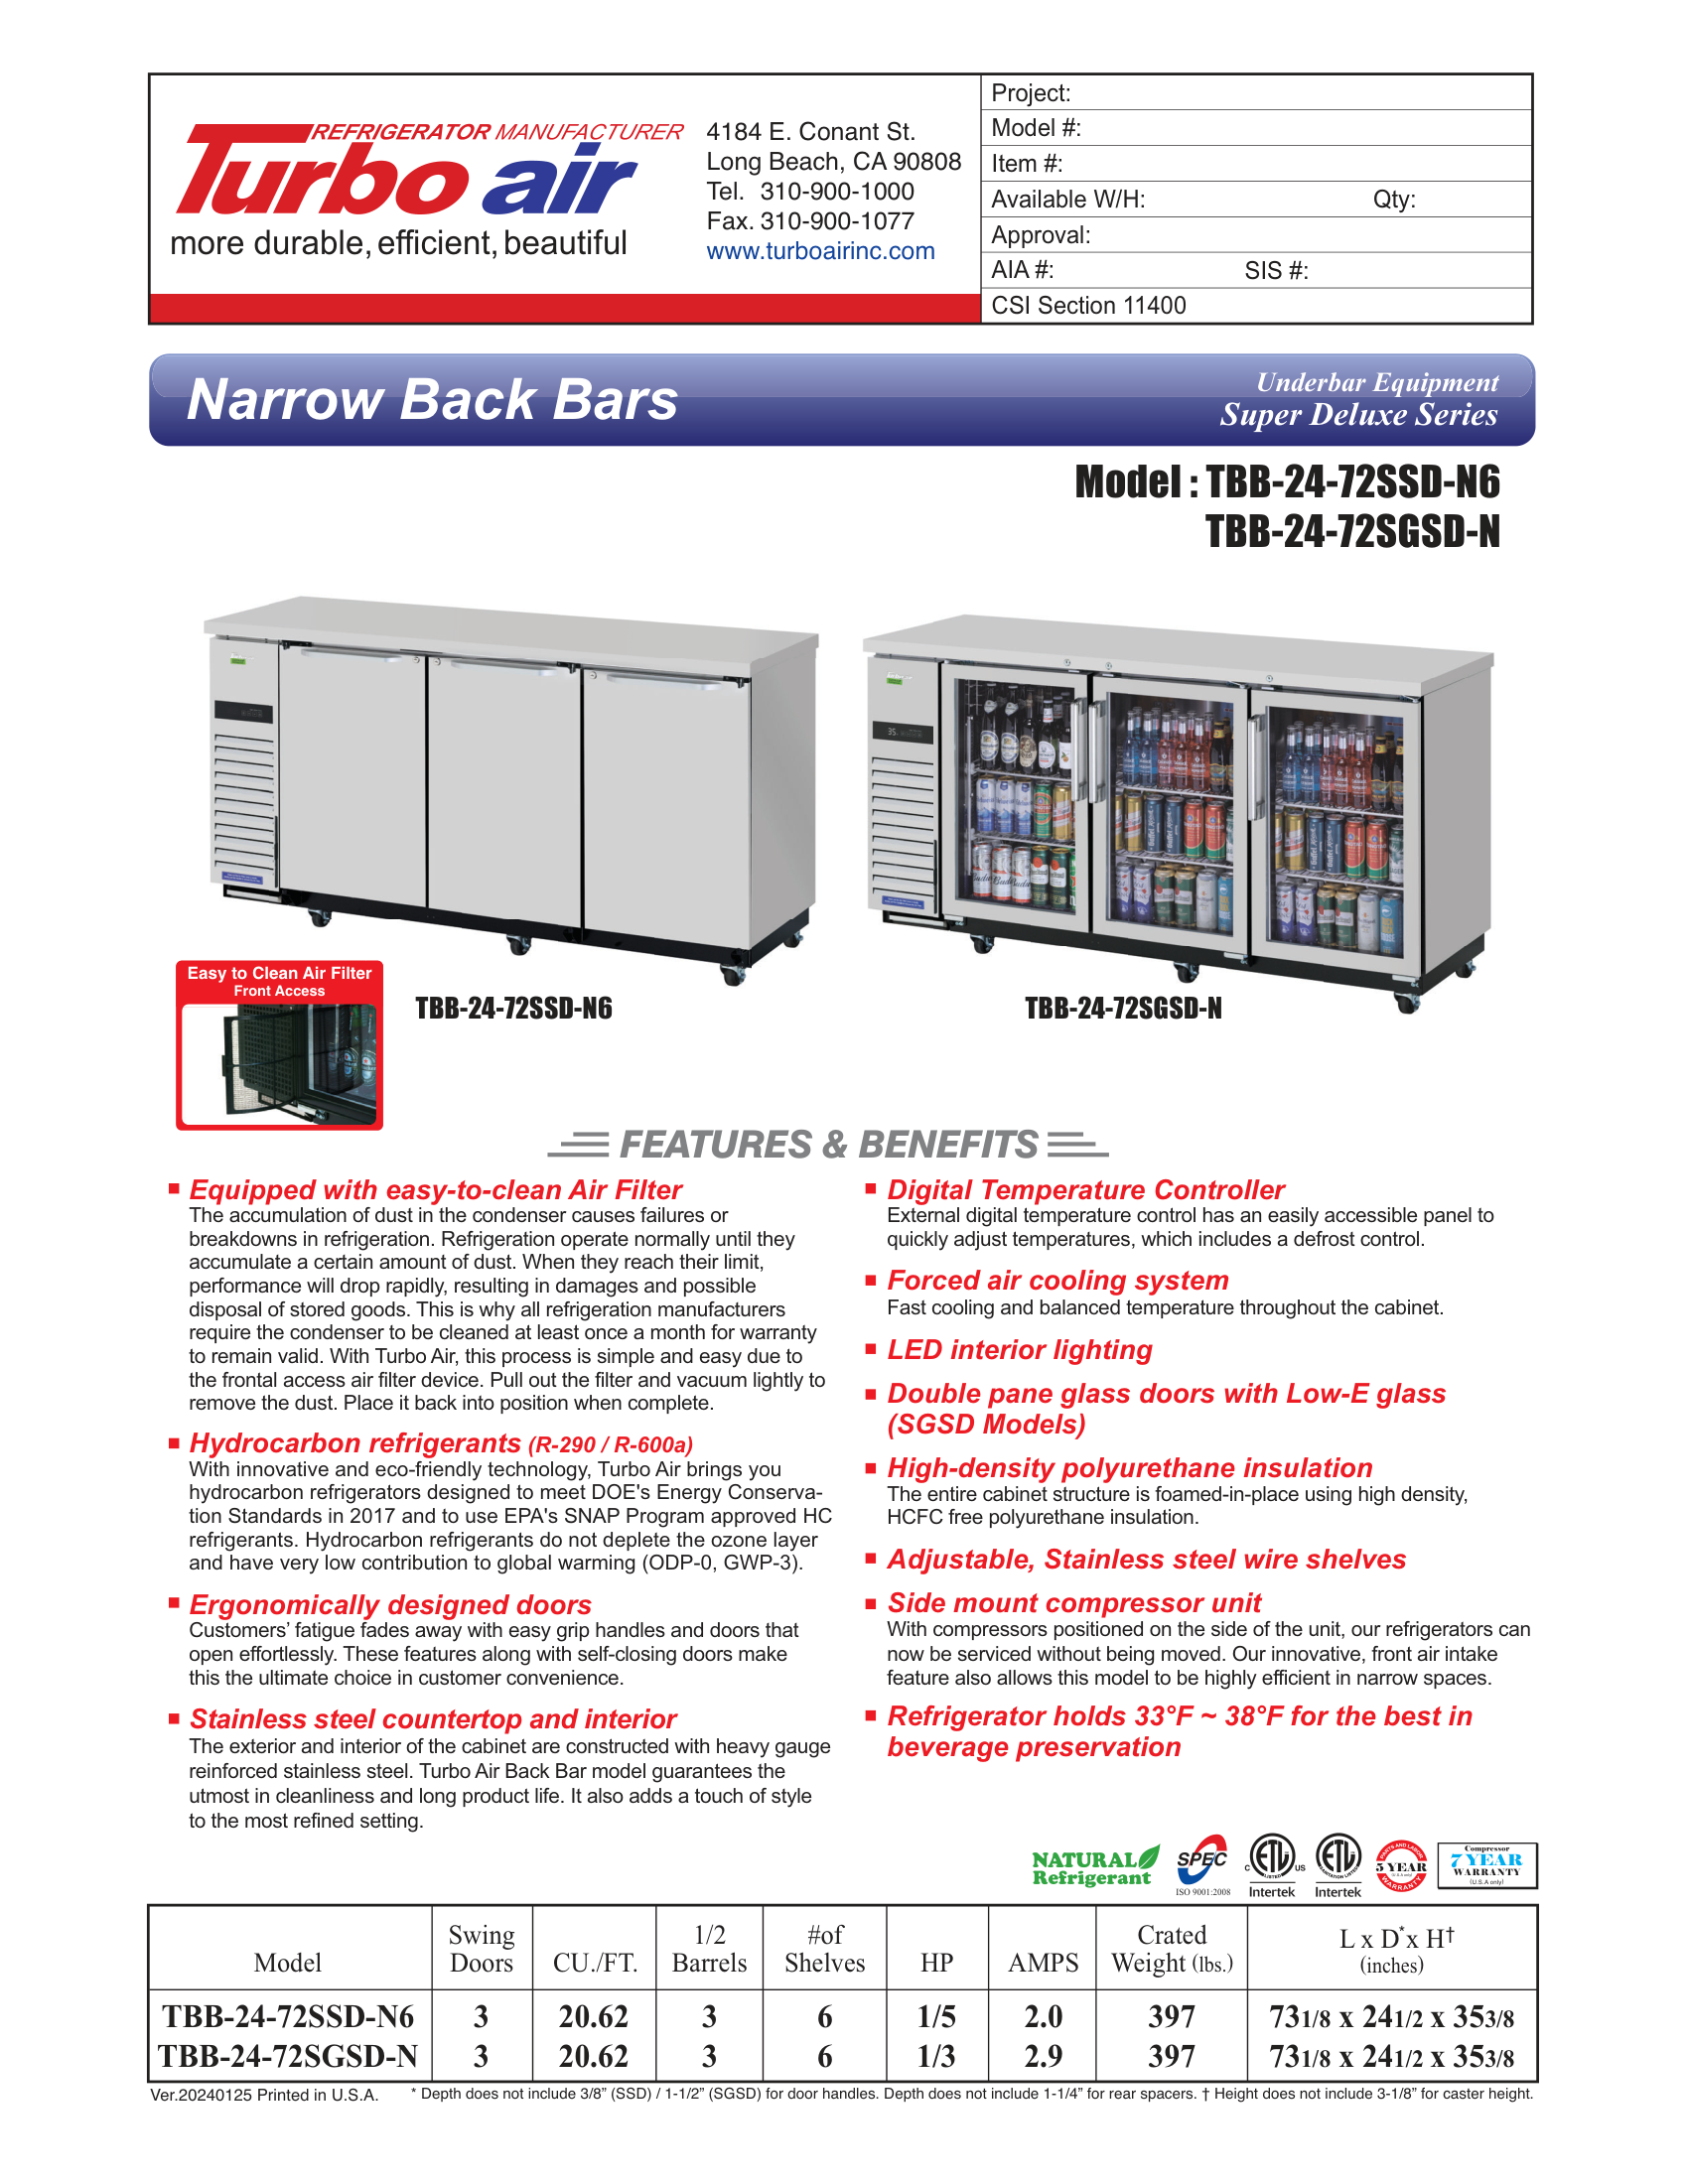 REFRIGERATOR MANUFACTURER
Turbo air
more durable, efficient, beautiful
4184 E. Conant St.
Long Beach, CA 90808
Tel. 310-900-1000
Fax. 310-900-1077
www.turboairinc.com
Project:
Model #:
Item #:
Available W/H: Qty:
Approval:
AIA #: SIS #:
CSI Section 11400
Narrow Back Bars
Underbar Equipment
Super Deluxe Series
Model : TBB-24-72SSD-N6
TBB-24-72SGSD-N
Easy to Clean Air Filter
Front Access
TBB-24-72SSD-N6
TBB-24-72SGSD-N
FEATURES & BENEFITS
Equipped with easy-to-clean Air Filter
The accumulation of dust in the condenser causes failures or
breakdowns in refrigeration. Refrigeration operate normally until they
accumulate a certain amount of dust. When they reach their limit,
performance will drop rapidly, resulting in damages and possible
disposal of stored goods. This is why all refrigeration manufacturers
require the condenser to be cleaned at least once a month for warranty
to remain valid. With Turbo Air, this process is simple and easy due to
the frontal access air filter device. Pull out the filter and vacuum lightly to
remove the dust. Place it back into position when complete.
Hydrocarbon refrigerants (R-290 / R-600a)
With innovative and eco-friendly technology, Turbo Air brings you
hydrocarbon refrigerators designed to meet DOE's Energy Conserva-
tion Standards in 2017 and to use EPA's SNAP Program approved HC
refrigerants. Hydrocarbon refrigerants do not deplete the ozone layer
and have very low contribution to global warming (ODP-0, GWP-3).
Ergonomically designed doors
Customers’ fatigue fades away with easy grip handles and doors that
open effortlessly. These features along with self-closing doors make
this the ultimate choice in customer convenience.
Stainless steel countertop and interior
The exterior and interior of the cabinet are constructed with heavy gauge
reinforced stainless steel. Turbo Air Back Bar model guarantees the
utmost in cleanliness and long product life. It also adds a touch of style
to the most refined setting.
Digital Temperature Controller
External digital temperature control has an easily accessible panel to
quickly adjust temperatures, which includes a defrost control.
Forced air cooling system
Fast cooling and balanced temperature throughout the cabinet.
LED interior lighting
Double pane glass doors with Low-E glass
(SGSD Models)
High-density polyurethane insulation
The entire cabinet structure is foamed-in-place using high density,
HCFC free polyurethane insulation.
Adjustable, Stainless steel wire shelves
Side mount compressor unit
With compressors positioned on the side of the unit, our refrigerators can
now be serviced without being moved. Our innovative, front air intake
feature also allows this model to be highly efficient in narrow spaces.
Refrigerator holds 33°F ~ 38°F for the best in
beverage preservation
NATURAL
Refrigerant
SPEC
ISO 9001:2008
C ETL US
LISTED
Intertek
ETL
SANITATION LISTED
Intertek
PARTS AND LABOR
5 YEAR
(U.S.A only)
WARRANTY
Compressor
7 YEAR
WARRANTY
(U.S.A only)
Model Swing Doors CU./FT. 1/2 Barrels #of Shelves HP AMPS Crated Weight (lbs.) L x D* x H† (inches)
TBB-24-72SSD-N6 3 20.62 3 6 1/5 2.0 397 731/8 x 241/2 x 353/8
TBB-24-72SGSD-N 3 20.62 3 6 1/3 2.9 397 731/8 x 241/2 x 353/8
Ver.20240125 Printed in U.S.A. * Depth does not include 3/8” (SSD) / 1-1/2” (SGSD) for door handles. Depth does not include 1-1/4” for rear spacers. † Height does not include 3-1/8” for caster height.